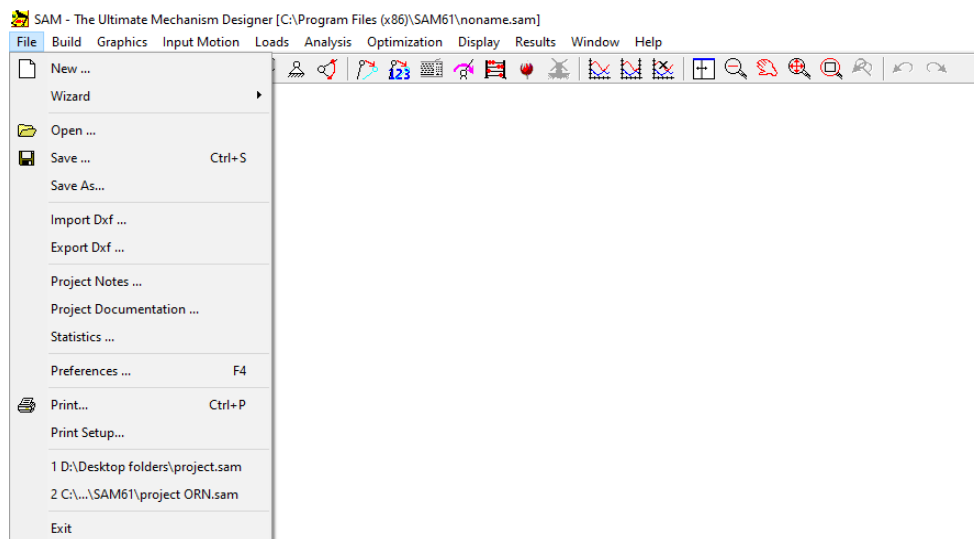 SAM - The Ultimate Mechanism Designer [C:\Program Files (x86)\SAM61\noname.sam]
File Build Graphics Input Motion Loads Analysis Optimization Display Results Window Help
123
New ...
Wizard
Open ...
Save ... Ctrl+S
Save As...
Import Dxf ...
Export Dxf ...
Project Notes ...
Project Documentation ...
Statistics ...
Preferences ... F4
Print... Ctrl+P
Print Setup...
1 D:\Desktop folders\project.sam
2 C:\...\SAM61\project ORN.sam
Exit